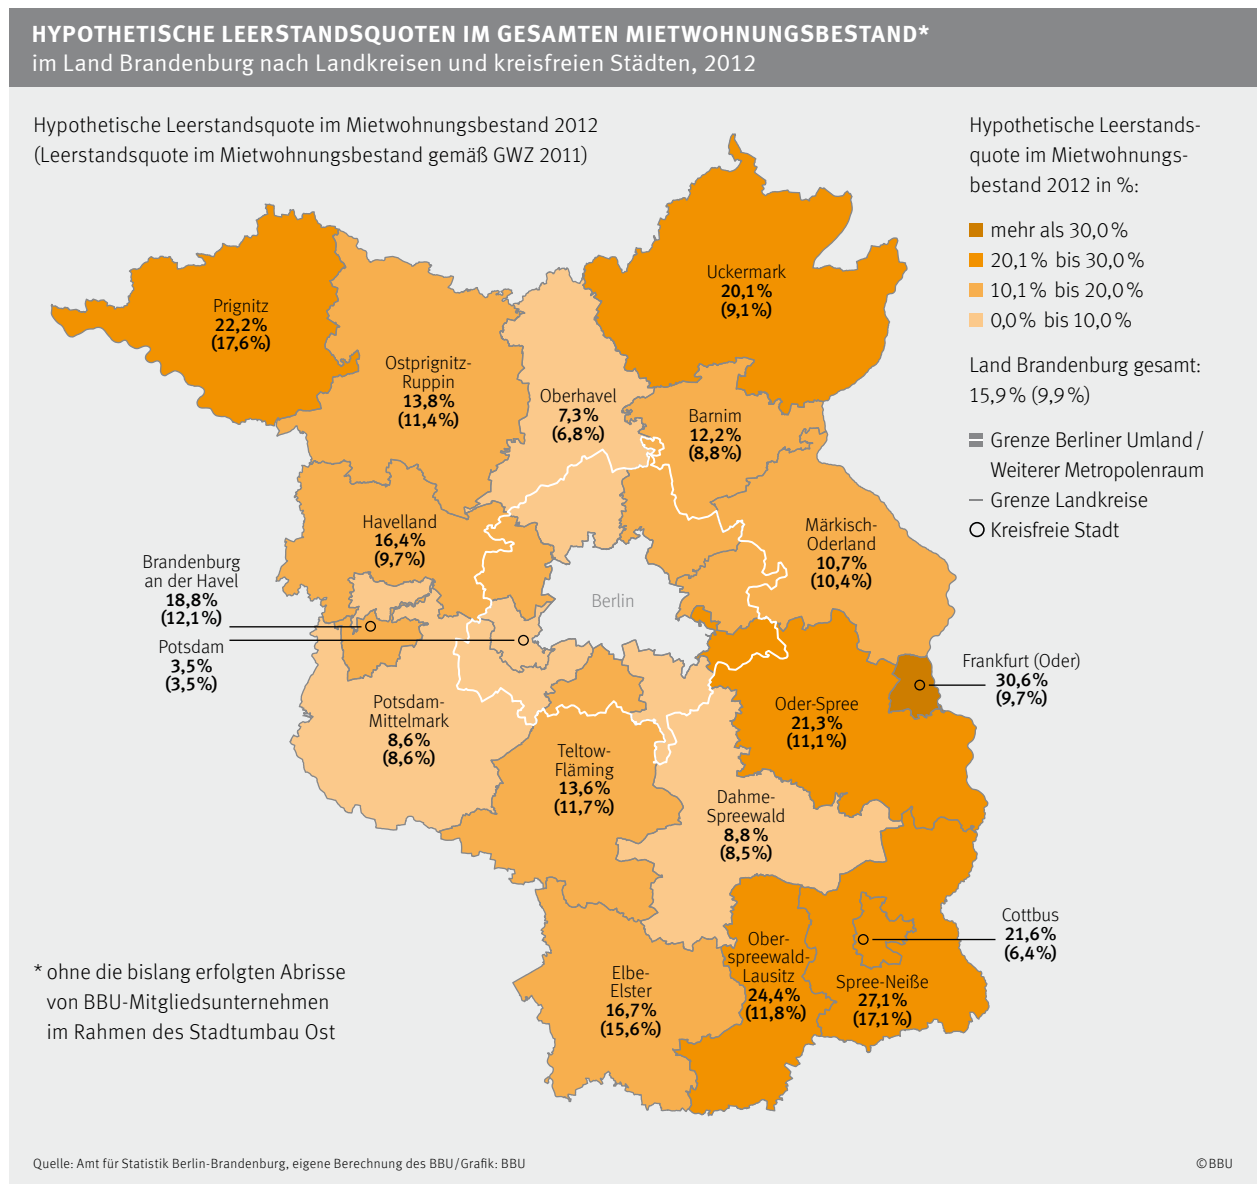 HYPOTHETISCHE LEERSTANDSQUOTEN IM GESAMTEN MIETWOHNUNGSBESTAND*
im Land Brandenburg nach Landkreisen und kreisfreien Städten, 2012
Hypothetische Leerstandsquote im Mietwohnungsbestand 2012
(Leerstandsquote im Mietwohnungsbestand gemäß GWZ 2011)
Hypothetische Leerstands-
quote im Mietwohnungs-
bestand 2012 in %:
mehr als 30,0 %
20,1 % bis 30,0 %
10,1 % bis 20,0 %
0,0 % bis 10,0 %
Land Brandenburg gesamt:
15,9 % (9,9 %)
Grenze Berliner Umland /
Weiterer Metropolenraum
Grenze Landkreise
Kreisfreie Stadt
Uckermark
20,1%
(9,1%)
Prignitz
22,2%
(17,6%)
Ostprignitz-
Ruppin
13,8%
(11,4%)
Oberhavel
7,3%
(6,8%)
Barnim
12,2%
(8,8%)
Havelland
16,4%
(9,7%)
Märkisch-
Oderland
10,7%
(10,4%)
Brandenburg
an der Havel
18,8%
(12,1%)
Potsdam
3,5%
(3,5%)
Berlin
Frankfurt (Oder)
30,6%
(9,7%)
Potsdam-
Mittelmark
8,6%
(8,6%)
Oder-Spree
21,3%
(11,1%)
Teltow-
Fläming
13,6%
(11,7%)
Dahme-
Spreewald
8,8%
(8,5%)
Cottbus
21,6%
(6,4%)
Ober-
spreewald-
Lausitz
24,4%
(11,8%)
Spree-Neiße
27,1%
(17,1%)
Elbe-
Elster
16,7%
(15,6%)
* ohne die bislang erfolgten Abrisse
von BBU-Mitgliedsunternehmen
im Rahmen des Stadtumbau Ost
Quelle: Amt für Statistik Berlin-Brandenburg, eigene Berechnung des BBU/Grafik: BBU
© BBU